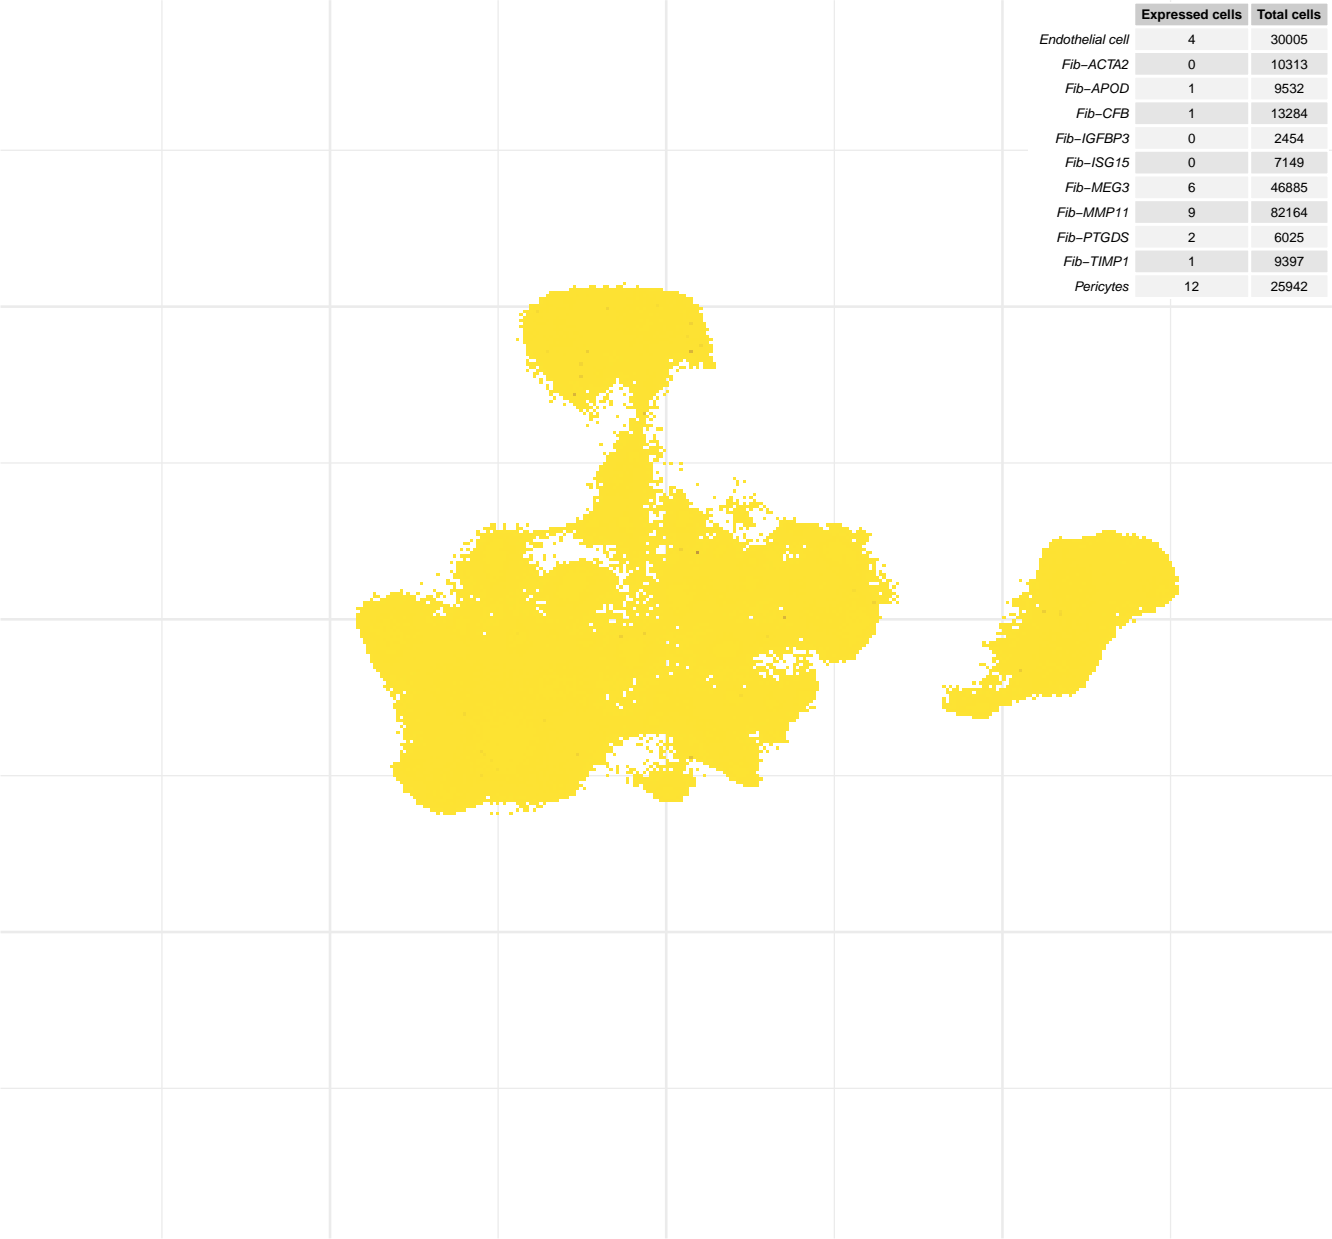 Expressed cells Total cells
Endothelial cell 4 30005
Fib−ACTA2 0 10313
Fib−APOD 1 9532
Fib−CFB 1 13284
Fib−IGFBP3 0 2454
Fib−ISG15 0 7149
Fib−MEG3 6 46885
Fib−MMP11 9 82164
Fib−PTGDS 2 6025
Fib−TIMP1 1 9397
Pericytes 12 25942